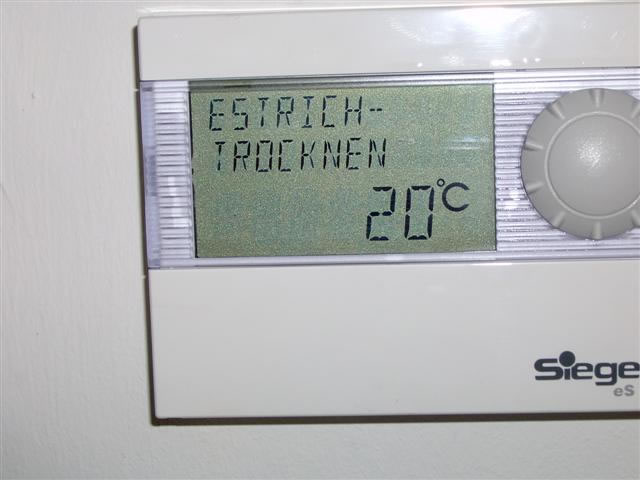 ESTRICH-
TROCKNEN
20°C
Siege
eS